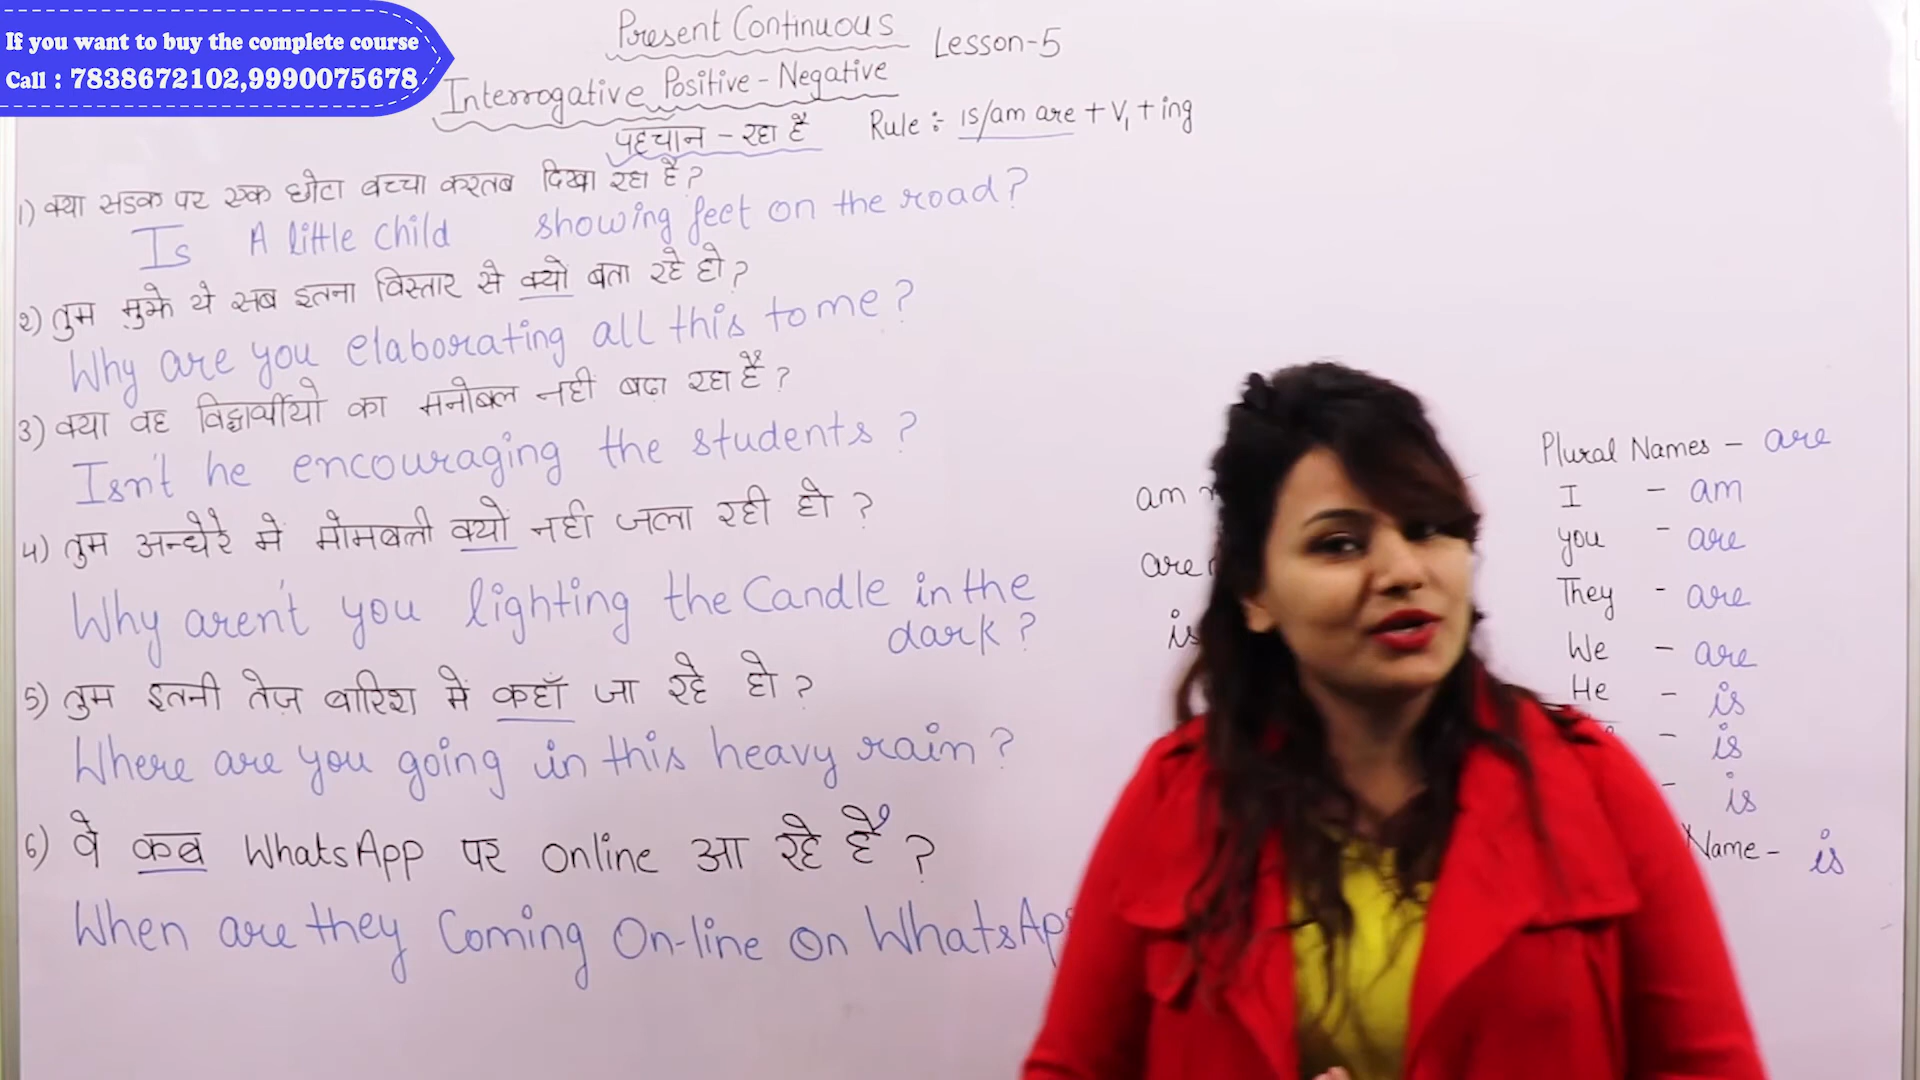 If you want to buy the complete course
Call : 7838672102,9990075678
Present Continuous
Lesson-5
Interrogative Positive - Negative
पहचान - रहा है
Rule :- is/am are + V₁ + ing
1) क्या सडक पर एक छोटा बच्चा करतब दिखा रहा है?
Is A little child showing feet on the road?
2) तुम मुझे ये सब इतना विस्तार से क्यों बता रहे हो?
Why are you elaborating all this to me?
3) क्या वह विद्यार्थीयो का मनोबल नही बढा रहा है?
Isn't he encouraging the students?
4) तुम अन्धेरे मे मोमबती क्यो नही जला रही हो?
Why aren't you lighting the Candle in the
dark?
5) तुम इतनी तेज़ बारिश में कहाँ जा रहे हो?
Where are you going in this heavy rain?
6) वे कब WhatsApp पर Online आ रहे है?
When are they Coming On-line on WhatsAp
am
are
is
Plural Names - are
I - am
you - are
They - are
We - are
He - is
- is
- is
Name - is